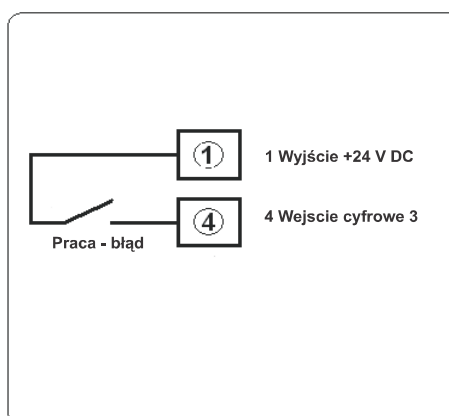 1
1 Wyjście +24 V DC
4
4 Wejscie cyfrowe 3
Praca - błąd